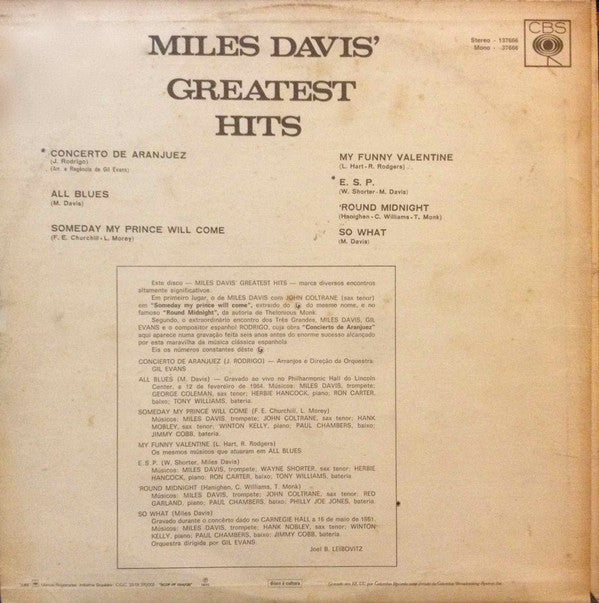 MILES DAVIS'
GREATEST
HITS
Stereo - 137666
Mono - 37666
CBS
* CONCERTO DE ARANJUEZ
(J. Rodrigo)
(Arr. e Regência de Gil Evans)
ALL BLUES
(M. Davis)
SOMEDAY MY PRINCE WILL COME
(F. E. Churchill - L. Morey)
MY FUNNY VALENTINE
(L. Hart - R. Rodgers)
* E. S. P.
(W. Shorter - M. Davis)
'ROUND MIDNIGHT
(Hanighen - C. Williams - T. Monk)
SO WHAT
(M. Davis)
Este disco — MILES DAVIS' GREATEST HITS — marca diversos encontros
altamente significativos:
Em primeiro lugar, o de MILES DAVIS com JOHN COLTRANE (sax tenor)
em "Someday my prince will come", extraído do do mesmo nome, e no
famoso "Round Midnight", da autoria de Thelonious Monk.
Segundo, o extraordinário encontro dos Três Grandes, MILES DAVIS, GIL
EVANS e o compositor espanhol RODRIGO, cuja obra "Concerto de Aranjuez"
aqui aparece numa gravação feita seis anos antes do enorme sucesso alcançado
por esta maravilha da música clássica espanhola.
Eis os números constantes dêste
CONCERTO DE ARANJUEZ (J. RODRIGO) — Arranjos e Direção da Orquestra:
GIL EVANS
ALL BLUES (M. Davis) — Gravado ao vivo no Philharmonic Hall do Lincoln
Center, a 12 de fevereiro de 1964. Músicos: MILES DAVIS, trompete;
GEORGE COLEMAN, sax tenor; HERBIE HANCOCK, piano; RON CARTER,
baixo; TONY WILLIAMS, bateria.
SOMEDAY MY PRINCE WILL COME (F. E. Churchill, L. Morey)
Músicos: MILES DAVIS, trompete; JOHN COLTRANE, sax tenor; HANK
MOBLEY, sax tenor; WINTON KELLY, piano; PAUL CHAMBERS, baixo;
JIMMY COBB, bateria.
MY FUNNY VALENTINE (L. Hart, R. Rodgers)
Os mesmos músicos que atuaram em ALL BLUES
E. S. P. (W. Shorter, Miles Davis)
Músicos: MILES DAVIS, trompete; WAYNE SHORTER, sax tenor; HERBIE
HANCOCK, piano; RON CARTER, baixo; TONY WILLIAMS, bateria
'ROUND MIDNIGHT (Hanighen, C. Williams, T. Monk)
Músicos: MILES DAVIS, trompete; JOHN COLTRANE, sax tenor; RED
GARLAND, piano; PAUL CHAMBERS, baixo; PHILLY JOE JONES, bateria.
SO WHAT (Miles Davis)
Gravado durante o concêrto dado no CARNEGIE HALL a 15 de maio de 1961.
Músicos: MILES DAVIS, trompete; HANK MOBLEY, sax tenor; WINTON
KELLY, piano; PAUL CHAMBERS, baixo; JIMMY COBB, bateria
Orquestra dirigida por GIL EVANS
Joel B. LEIBOVITZ
disco é cultura